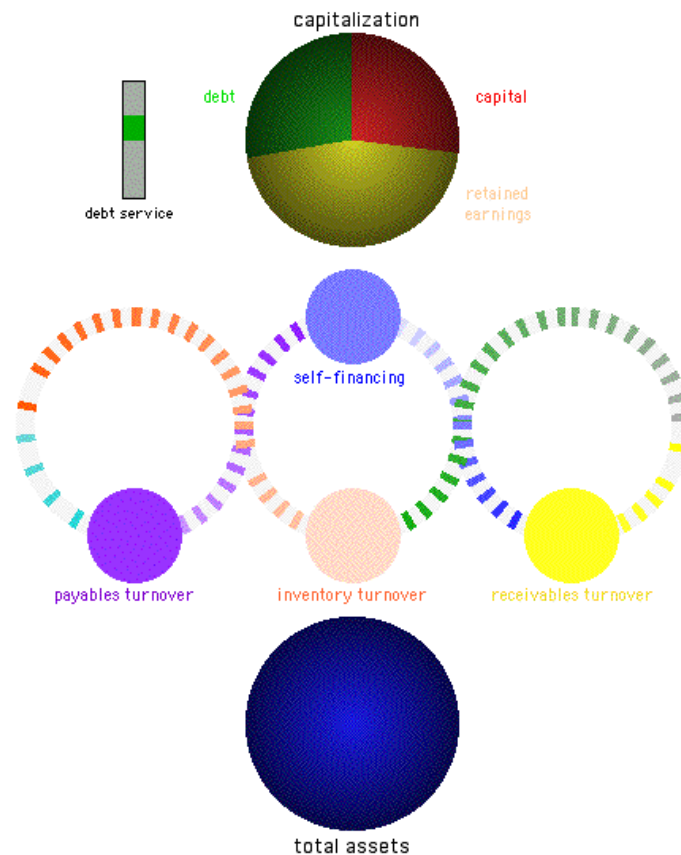 capitalization
debt
capital
retained
earnings
debt service
self-financing
payables turnover
inventory turnover
receivables turnover
total assets